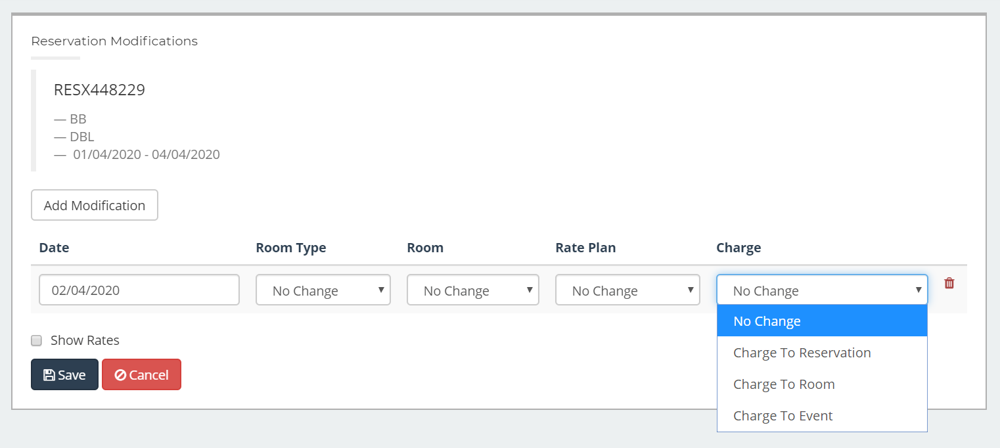 Reservation Modifications
RESX448229
— BB
— DBL
— 01/04/2020 - 04/04/2020
Add Modification
Date Room Type Room Rate Plan Charge
02/04/2020 No Change No Change No Change No Change
No Change
Charge To Reservation
Charge To Room
Charge To Event
Show Rates
Save Cancel